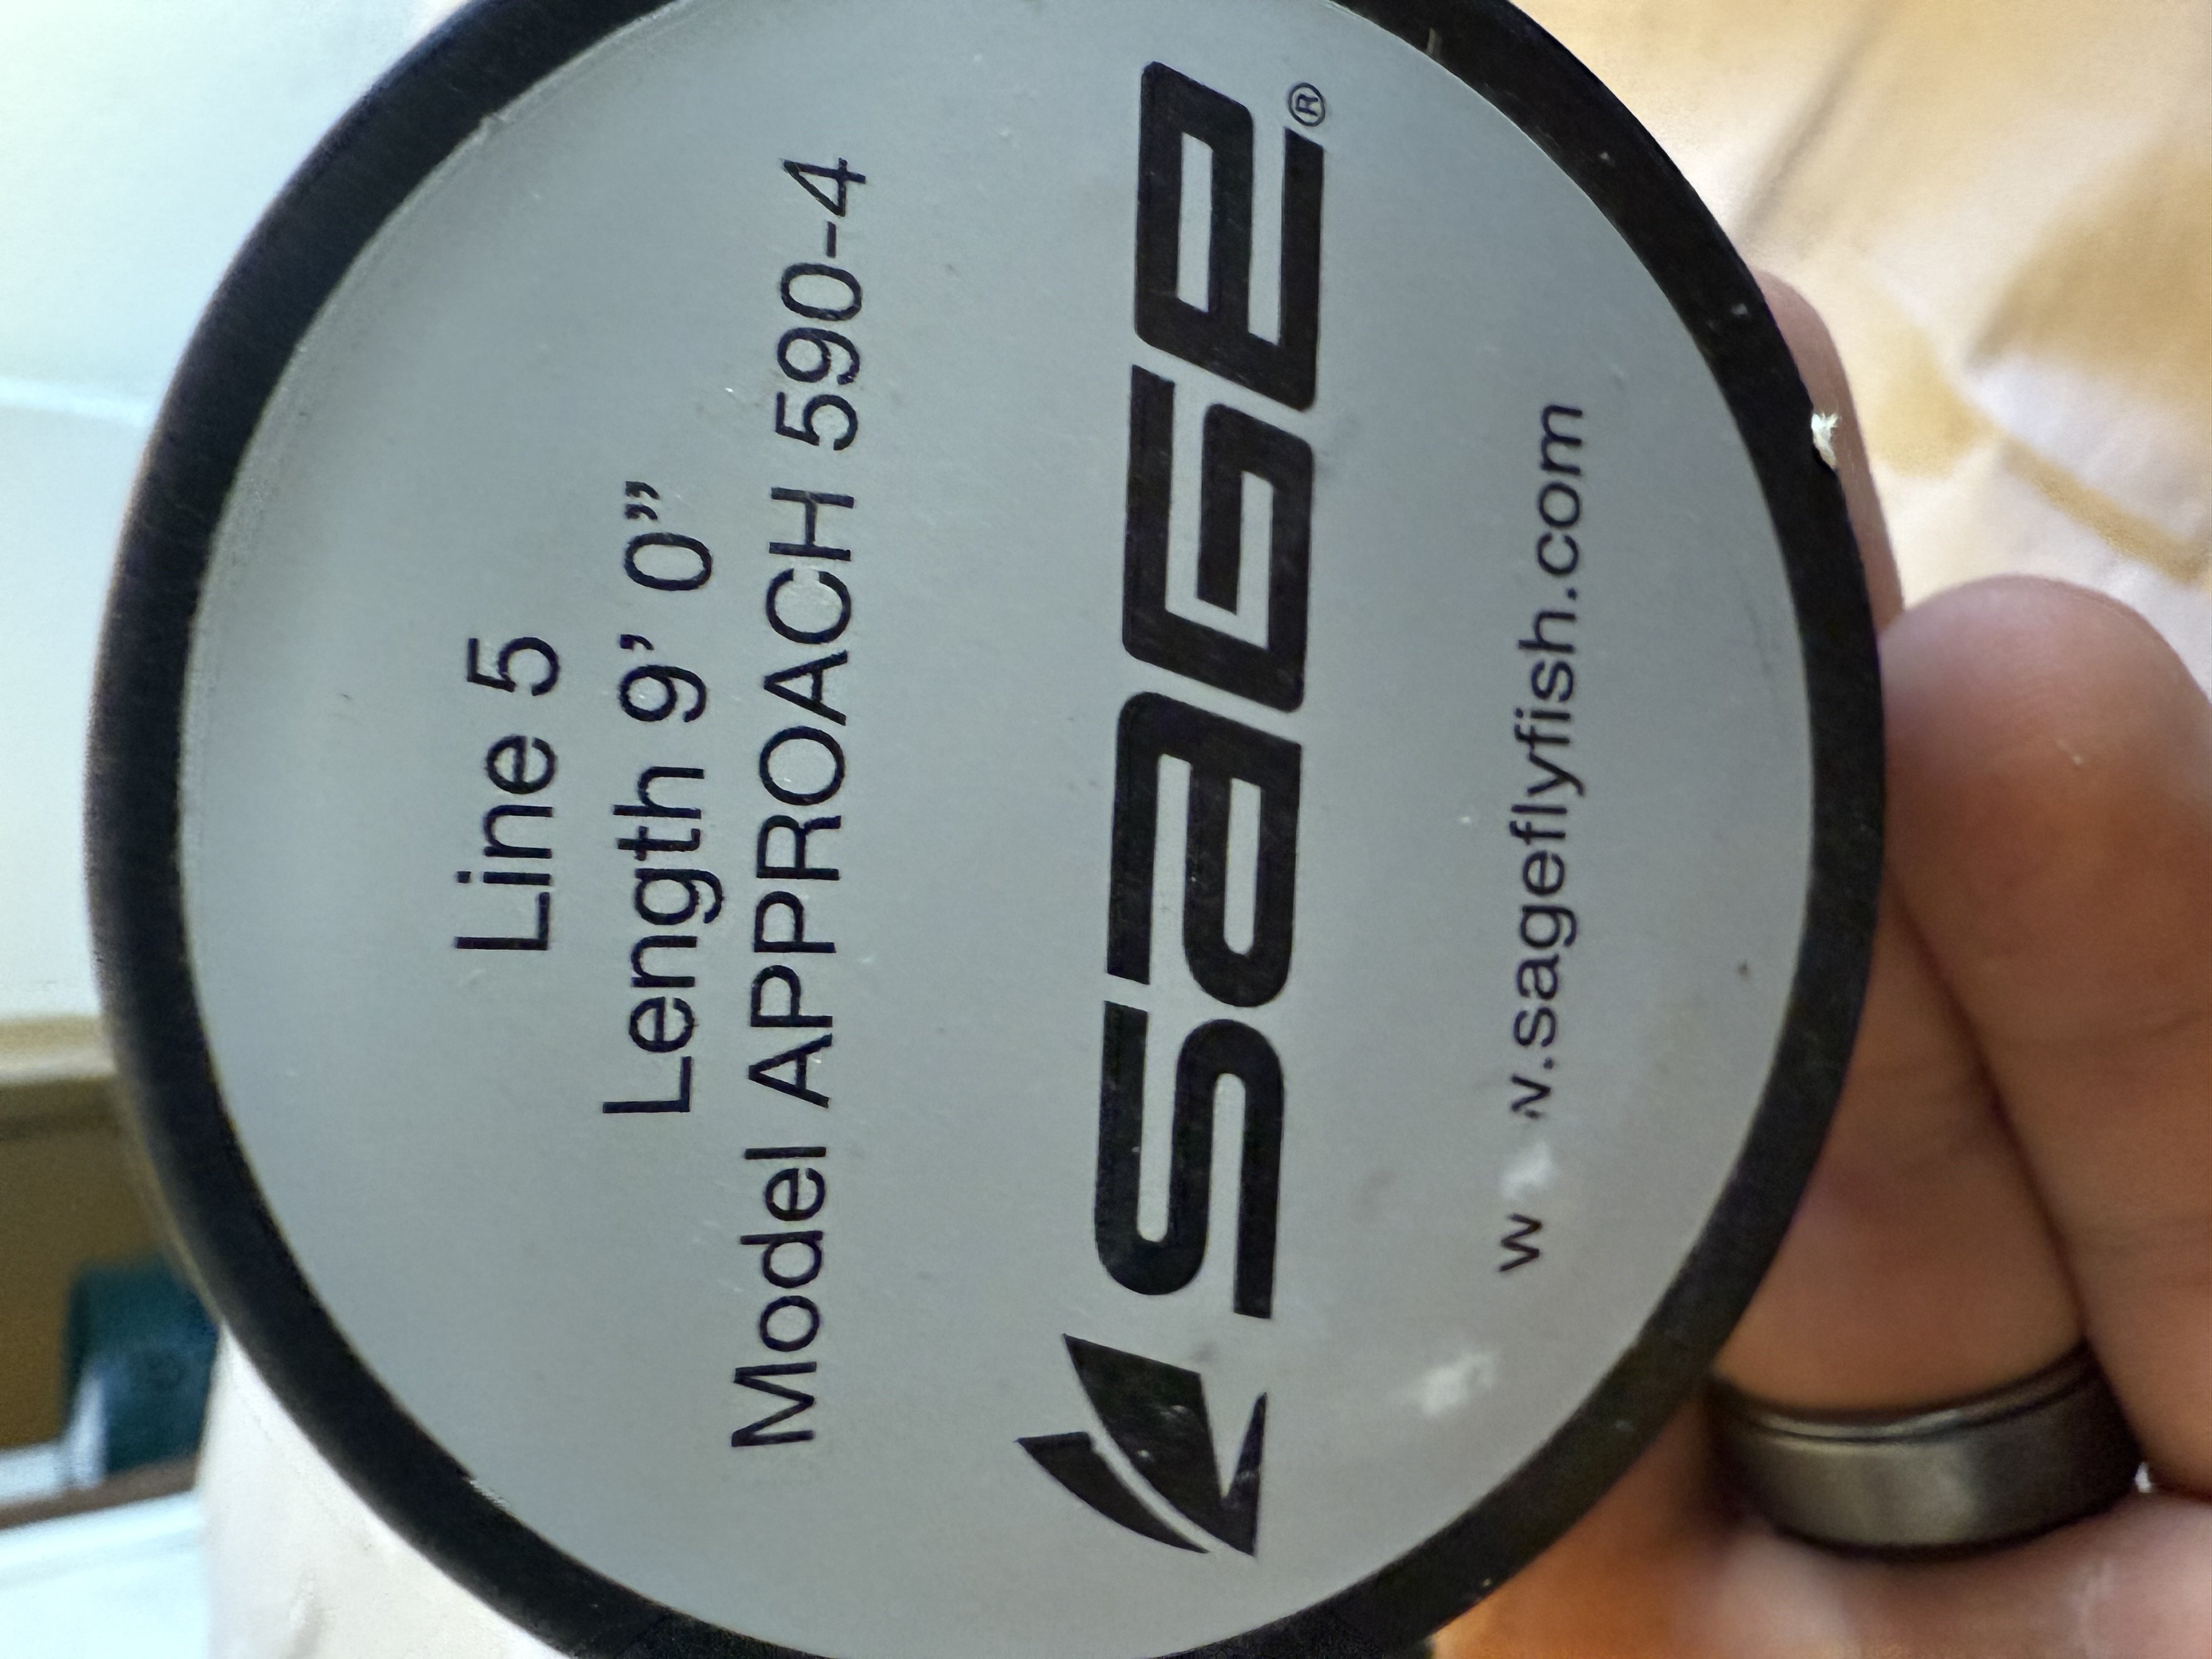 Line 5
Length 9' 0"
Model APPROACH 590-4
SAGE®
w w.sageflyfish.com